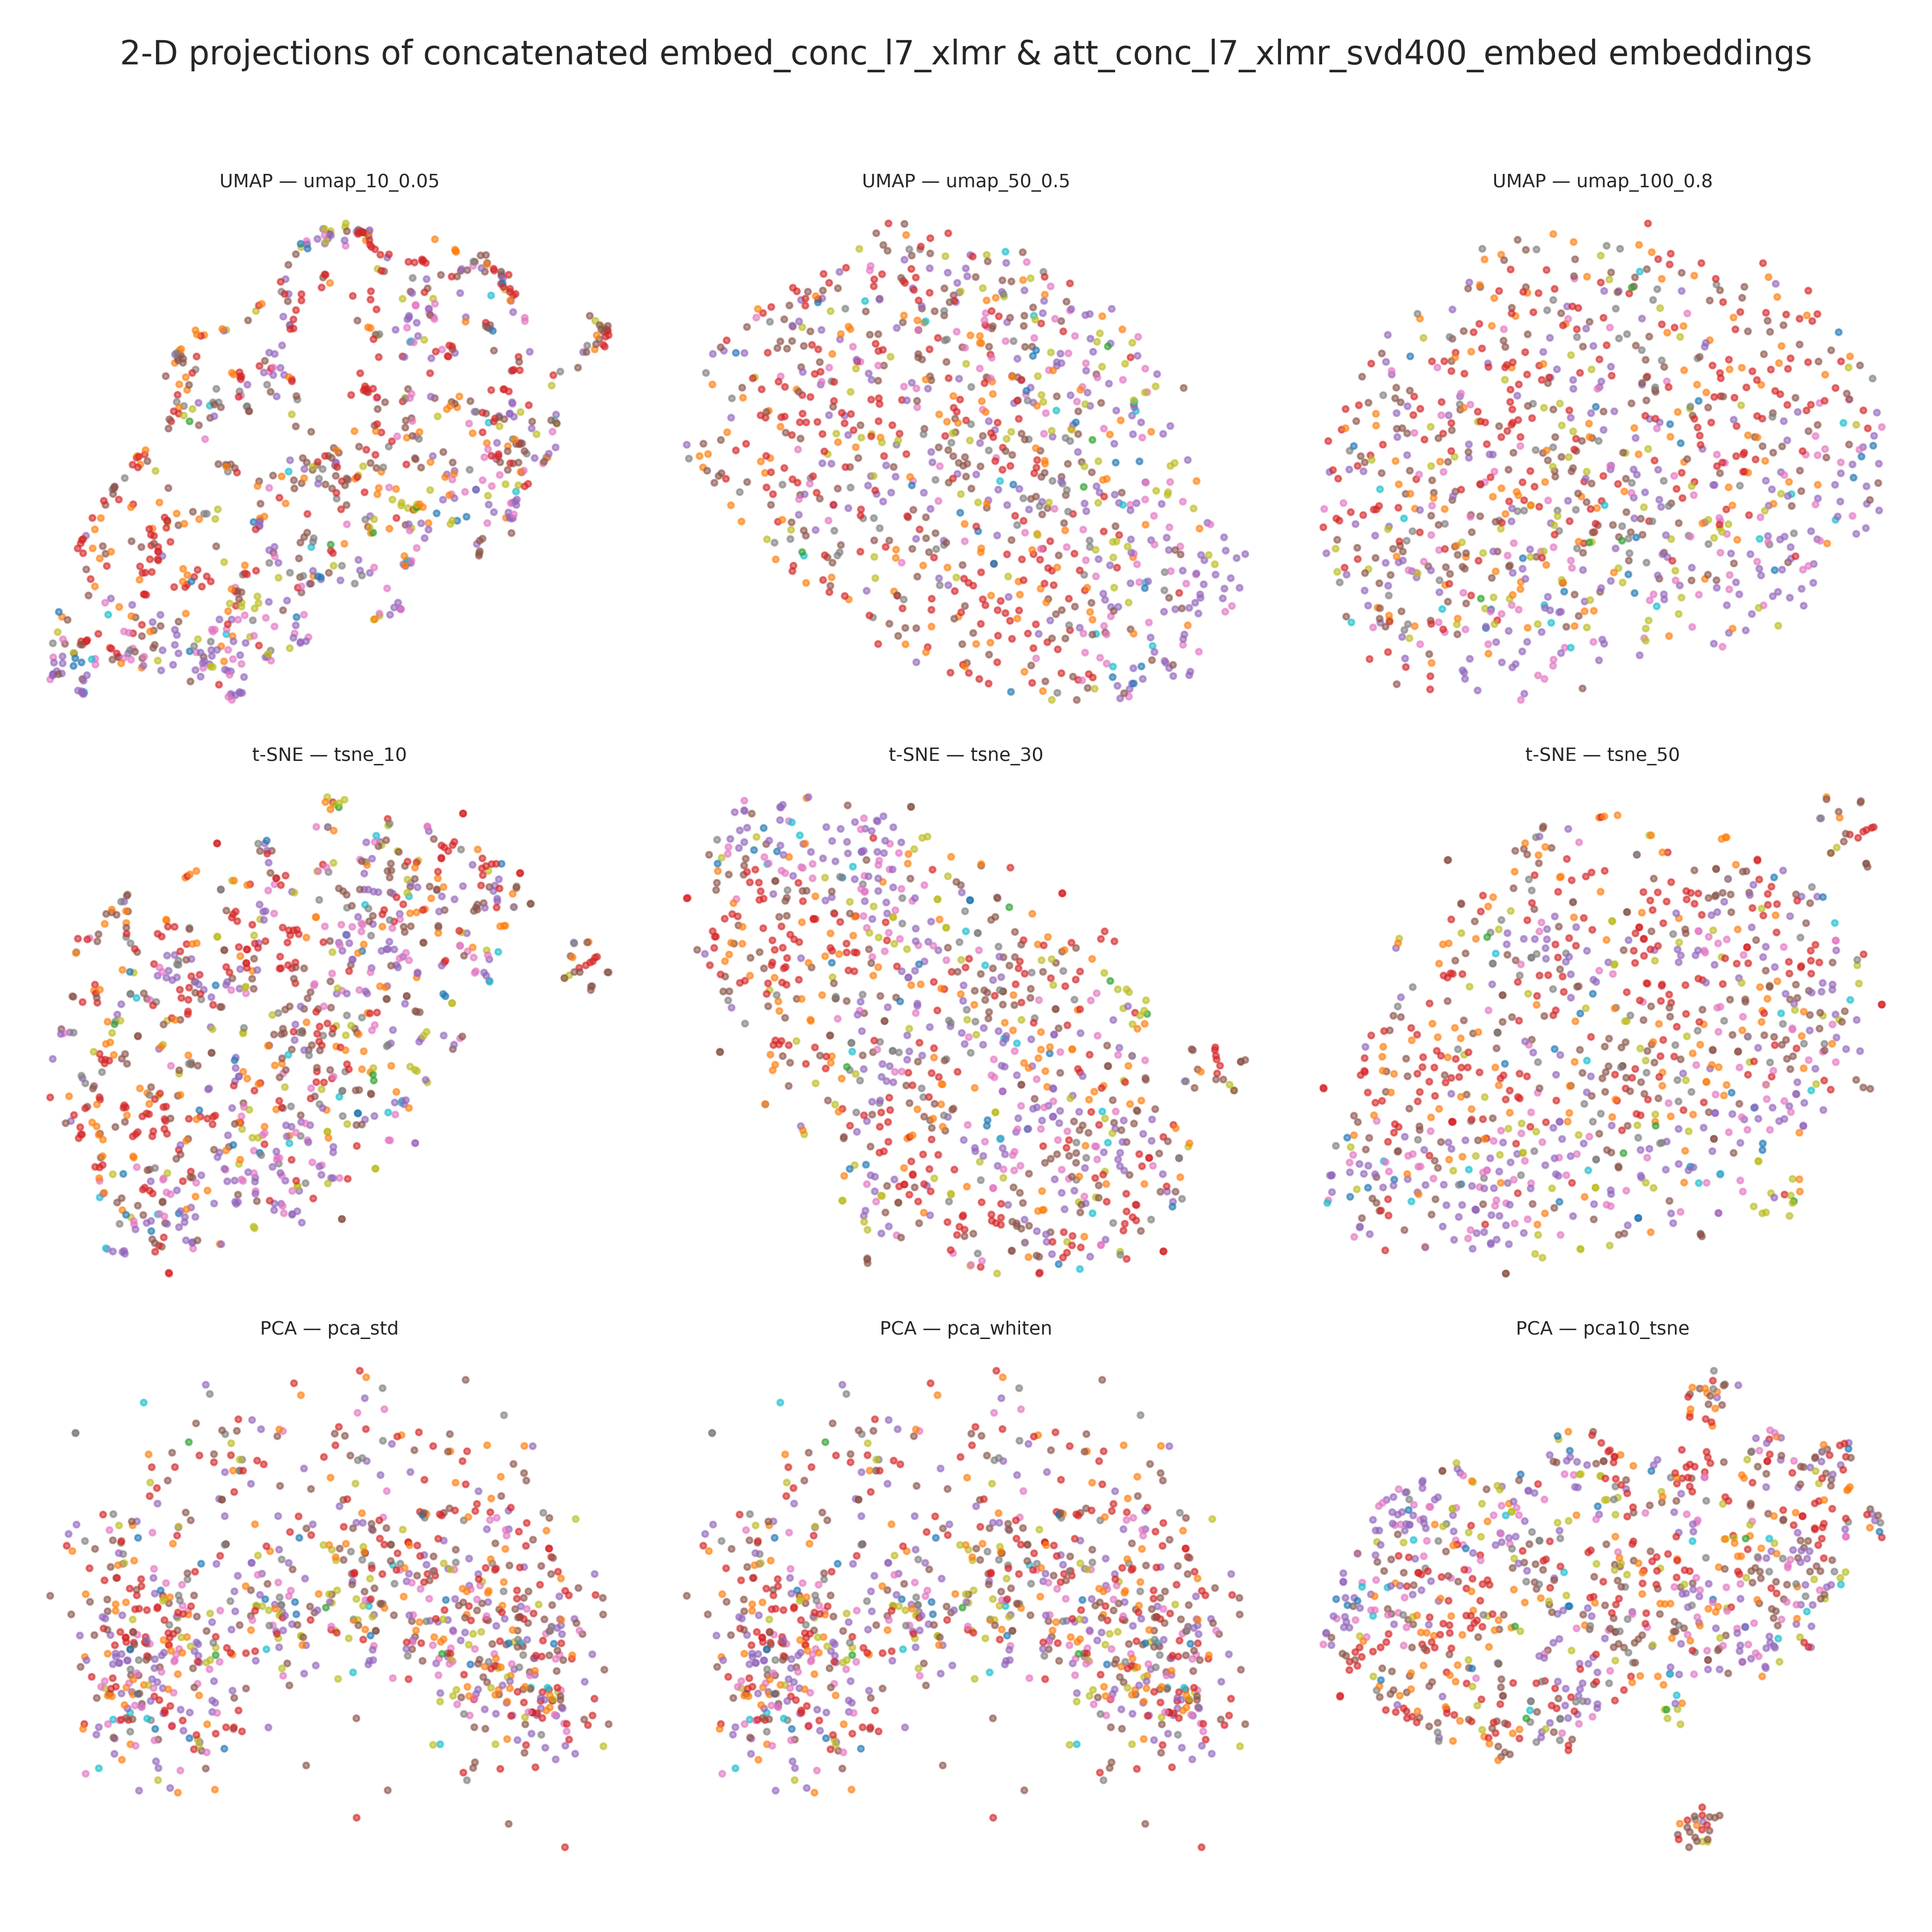 2-D projections of concatenated embed_conc_l7_xlmr & att_conc_l7_xlmr_svd400_embed embeddings
UMAP — umap_10_0.05
UMAP — umap_50_0.5
UMAP — umap_100_0.8
t-SNE — tsne_10
t-SNE — tsne_30
t-SNE — tsne_50
PCA — pca_std
PCA — pca_whiten
PCA — pca10_tsne